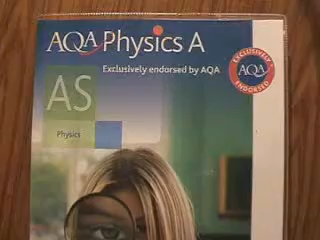 AQA Physics A
Exclusively endorsed by AQA
EXCLUSIVELY
AQA
ENDORSED
AS
Physics